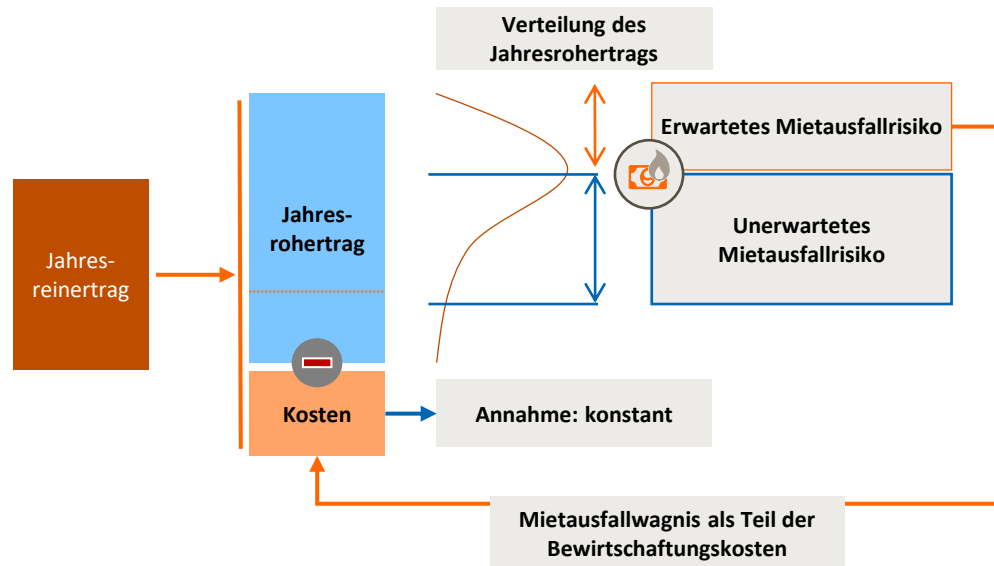 Verteilung des
Jahresrohertrags
Erwartetes Mietausfallrisiko
Jahres-
reinertrag
Jahres-
rohertrag
Unerwartetes
Mietausfallrisiko
Kosten
Annahme: konstant
Mietausfallwagnis als Teil der
Bewirtschaftungskosten